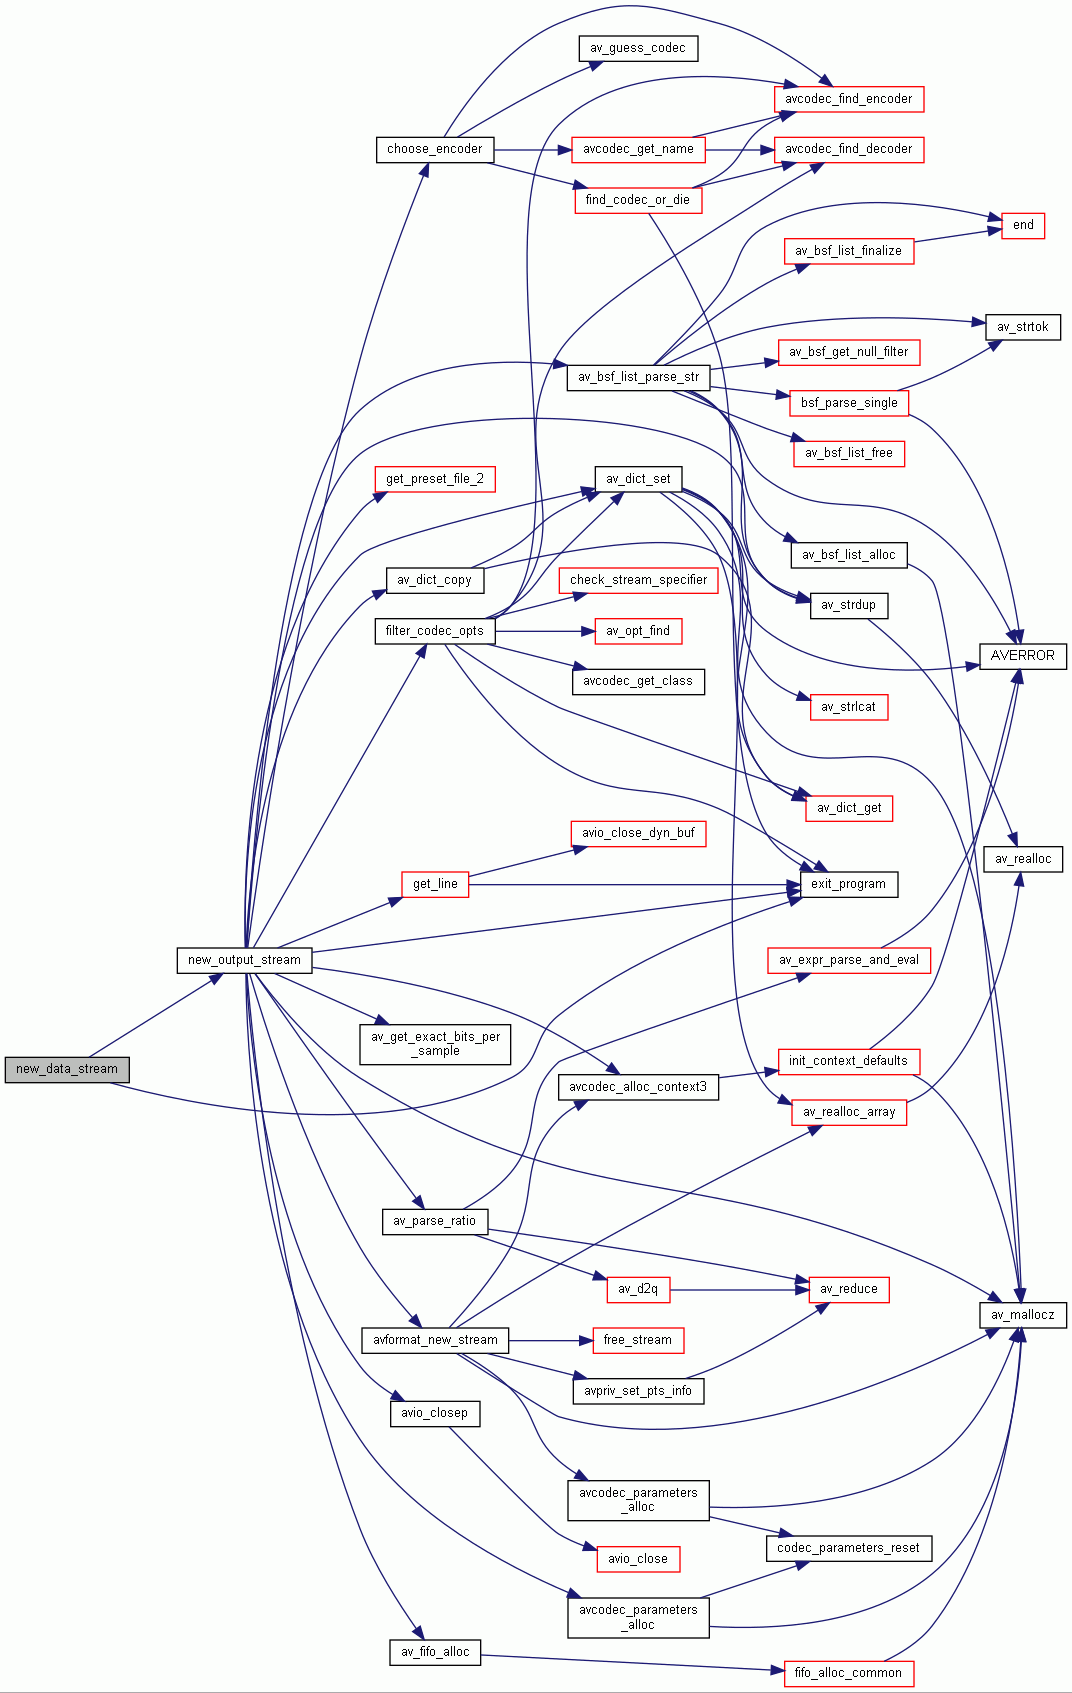 av_guess_codec
avcodec_find_encoder
choose_encoder
avcodec_get_name
avcodec_find_decoder
find_codec_or_die
end
av_bsf_list_finalize
av_strtok
av_bsf_get_null_filter
av_bsf_list_parse_str
bsf_parse_single
av_bsf_list_free
get_preset_file_2
av_dict_set
av_bsf_list_alloc
av_dict_copy
check_stream_specifier
av_strdup
filter_codec_opts
av_opt_find
AVERROR
avcodec_get_class
av_strlcat
av_dict_get
avio_close_dyn_buf
av_realloc
get_line
exit_program
new_output_stream
av_expr_parse_and_eval
av_get_exact_bits_per
_sample
new_data_stream
init_context_defaults
avcodec_alloc_context3
av_realloc_array
av_parse_ratio
av_d2q
av_reduce
av_mallocz
avformat_new_stream
free_stream
avpriv_set_pts_info
avio_closep
avcodec_parameters
_alloc
codec_parameters_reset
avio_close
avcodec_parameters
_alloc
av_fifo_alloc
fifo_alloc_common